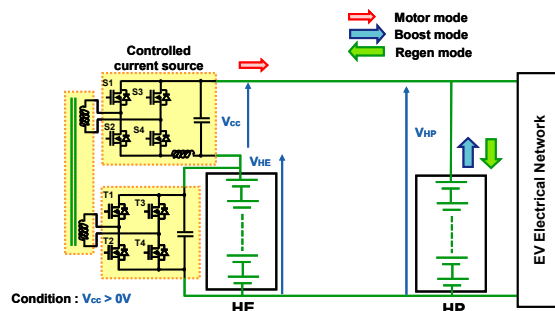 Motor mode
Boost mode
Regen mode
Controlled
current source
S1
S3
S2
S4
Vcc
VHE
VHP
T1
T3
T2
T4
EV Electrical Network
Condition : Vcc > 0V
HE
HP